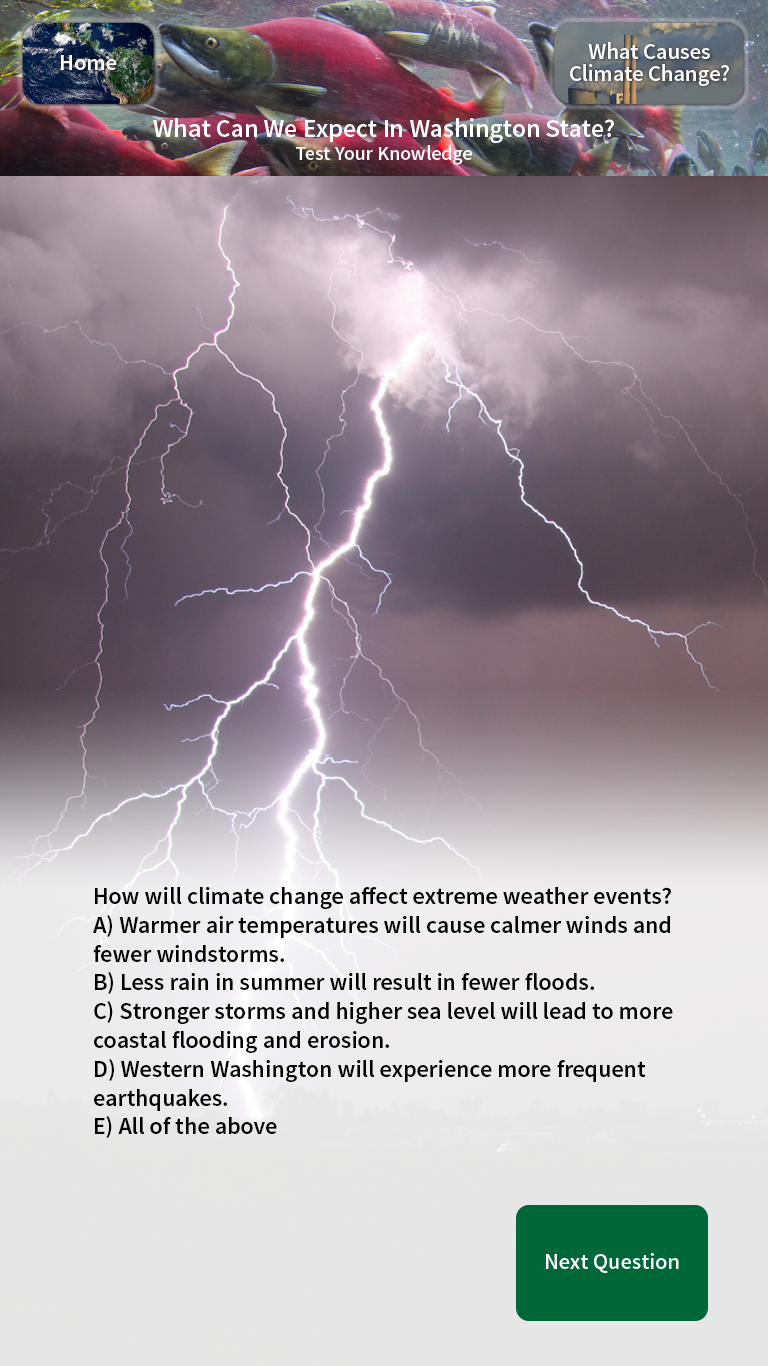 Home
What Causes
Climate Change?
What Can We Expect In Washington State?
Test Your Knowledge
How will climate change affect extreme weather events?
A) Warmer air temperatures will cause calmer winds and
fewer windstorms.
B) Less rain in summer will result in fewer floods.
C) Stronger storms and higher sea level will lead to more
coastal flooding and erosion.
D) Western Washington will experience more frequent
earthquakes.
E) All of the above
Next Question